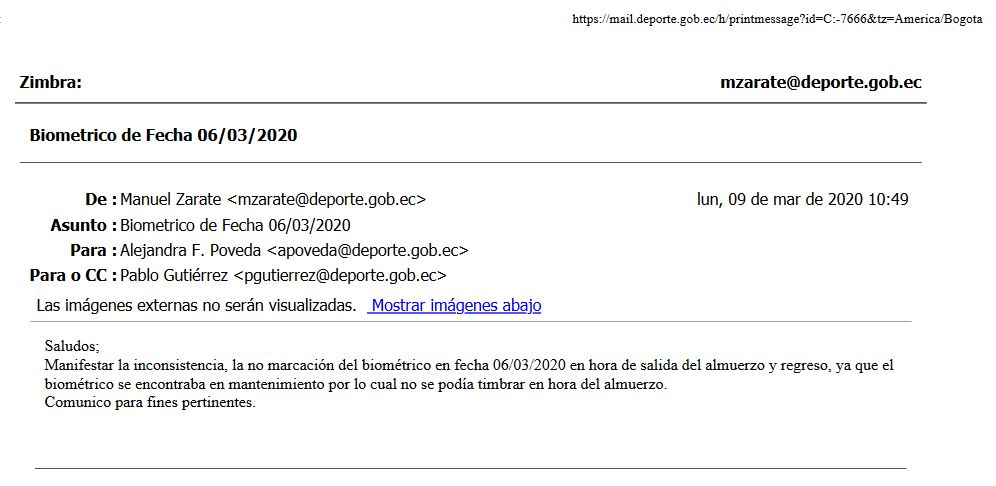 https://mail.deporte.gob.ec/h/printmessage?id=C:-7666&tz=America/Bogota
Zimbra: mzarate@deporte.gob.ec
Biometrico de Fecha 06/03/2020
De : Manuel Zarate <mzarate@deporte.gob.ec> lun, 09 de mar de 2020 10:49
Asunto : Biometrico de Fecha 06/03/2020
Para : Alejandra F. Poveda <apoveda@deporte.gob.ec>
Para o CC : Pablo Gutiérrez <pgutierrez@deporte.gob.ec>
Las imágenes externas no serán visualizadas. Mostrar imágenes abajo
Saludos;
Manifestar la inconsistencia, la no marcación del biométrico en fecha 06/03/2020 en hora de salida del almuerzo y regreso, ya que el
biométrico se encontraba en mantenimiento por lo cual no se podía timbrar en hora del almuerzo.
Comunico para fines pertinentes.